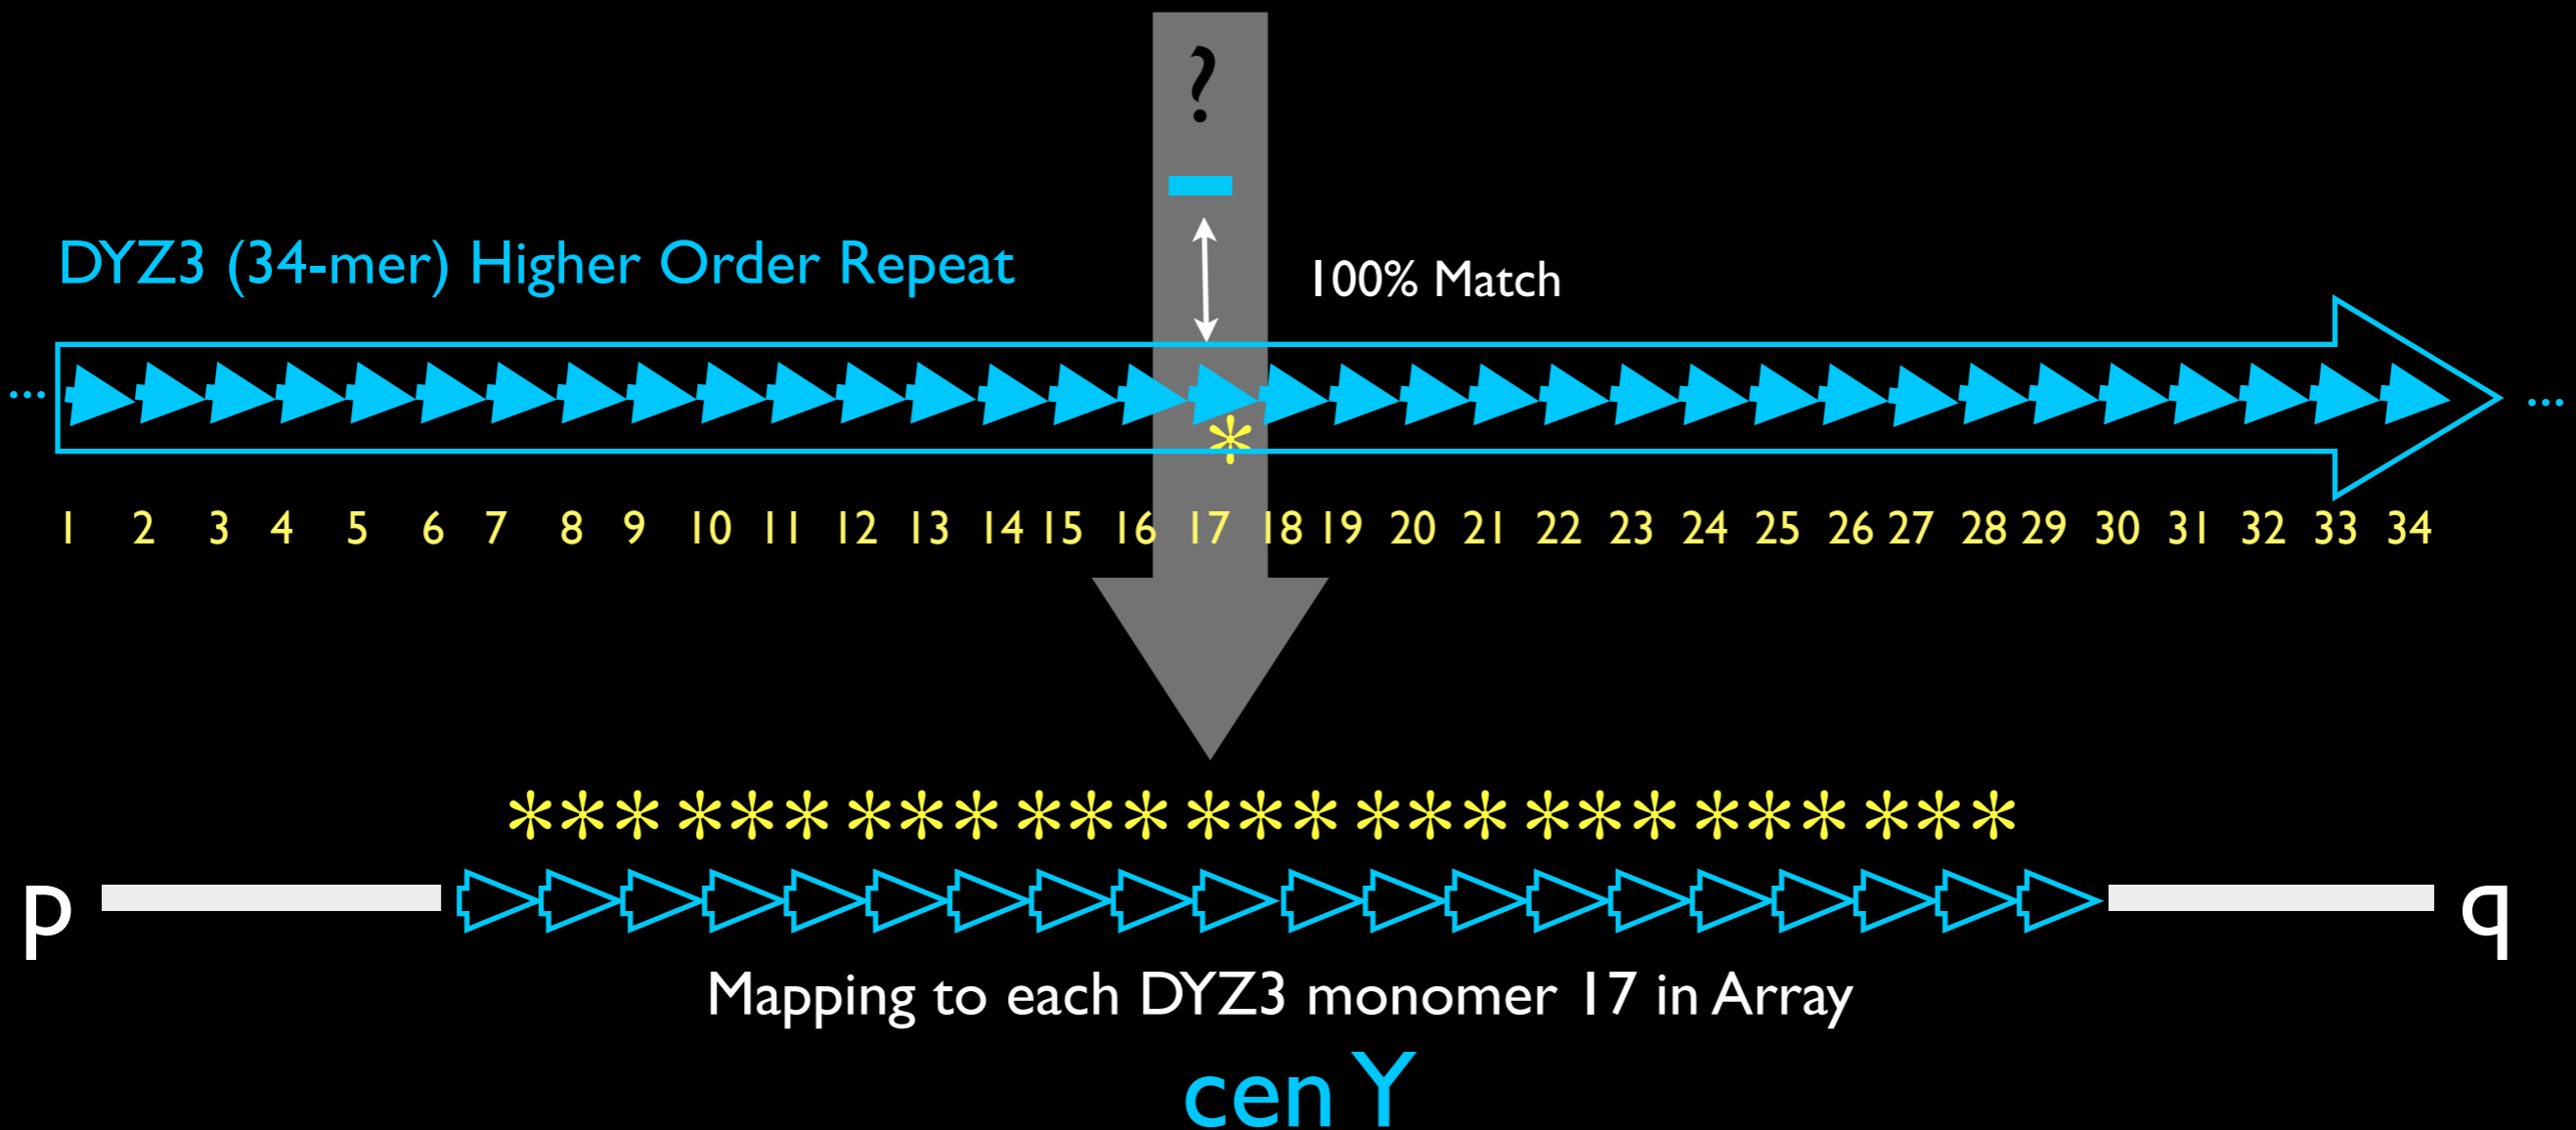 ?
DYZ3 (34-mer) Higher Order Repeat
100% Match
... ...
*
1 2 3 4 5 6 7 8 9 10 11 12 13 14 15 16 17 18 19 20 21 22 23 24 25 26 27 28 29 30 31 32 33 34
*** *** *** *** *** *** *** *** ***
p q
Mapping to each DYZ3 monomer 17 in Array
cen Y